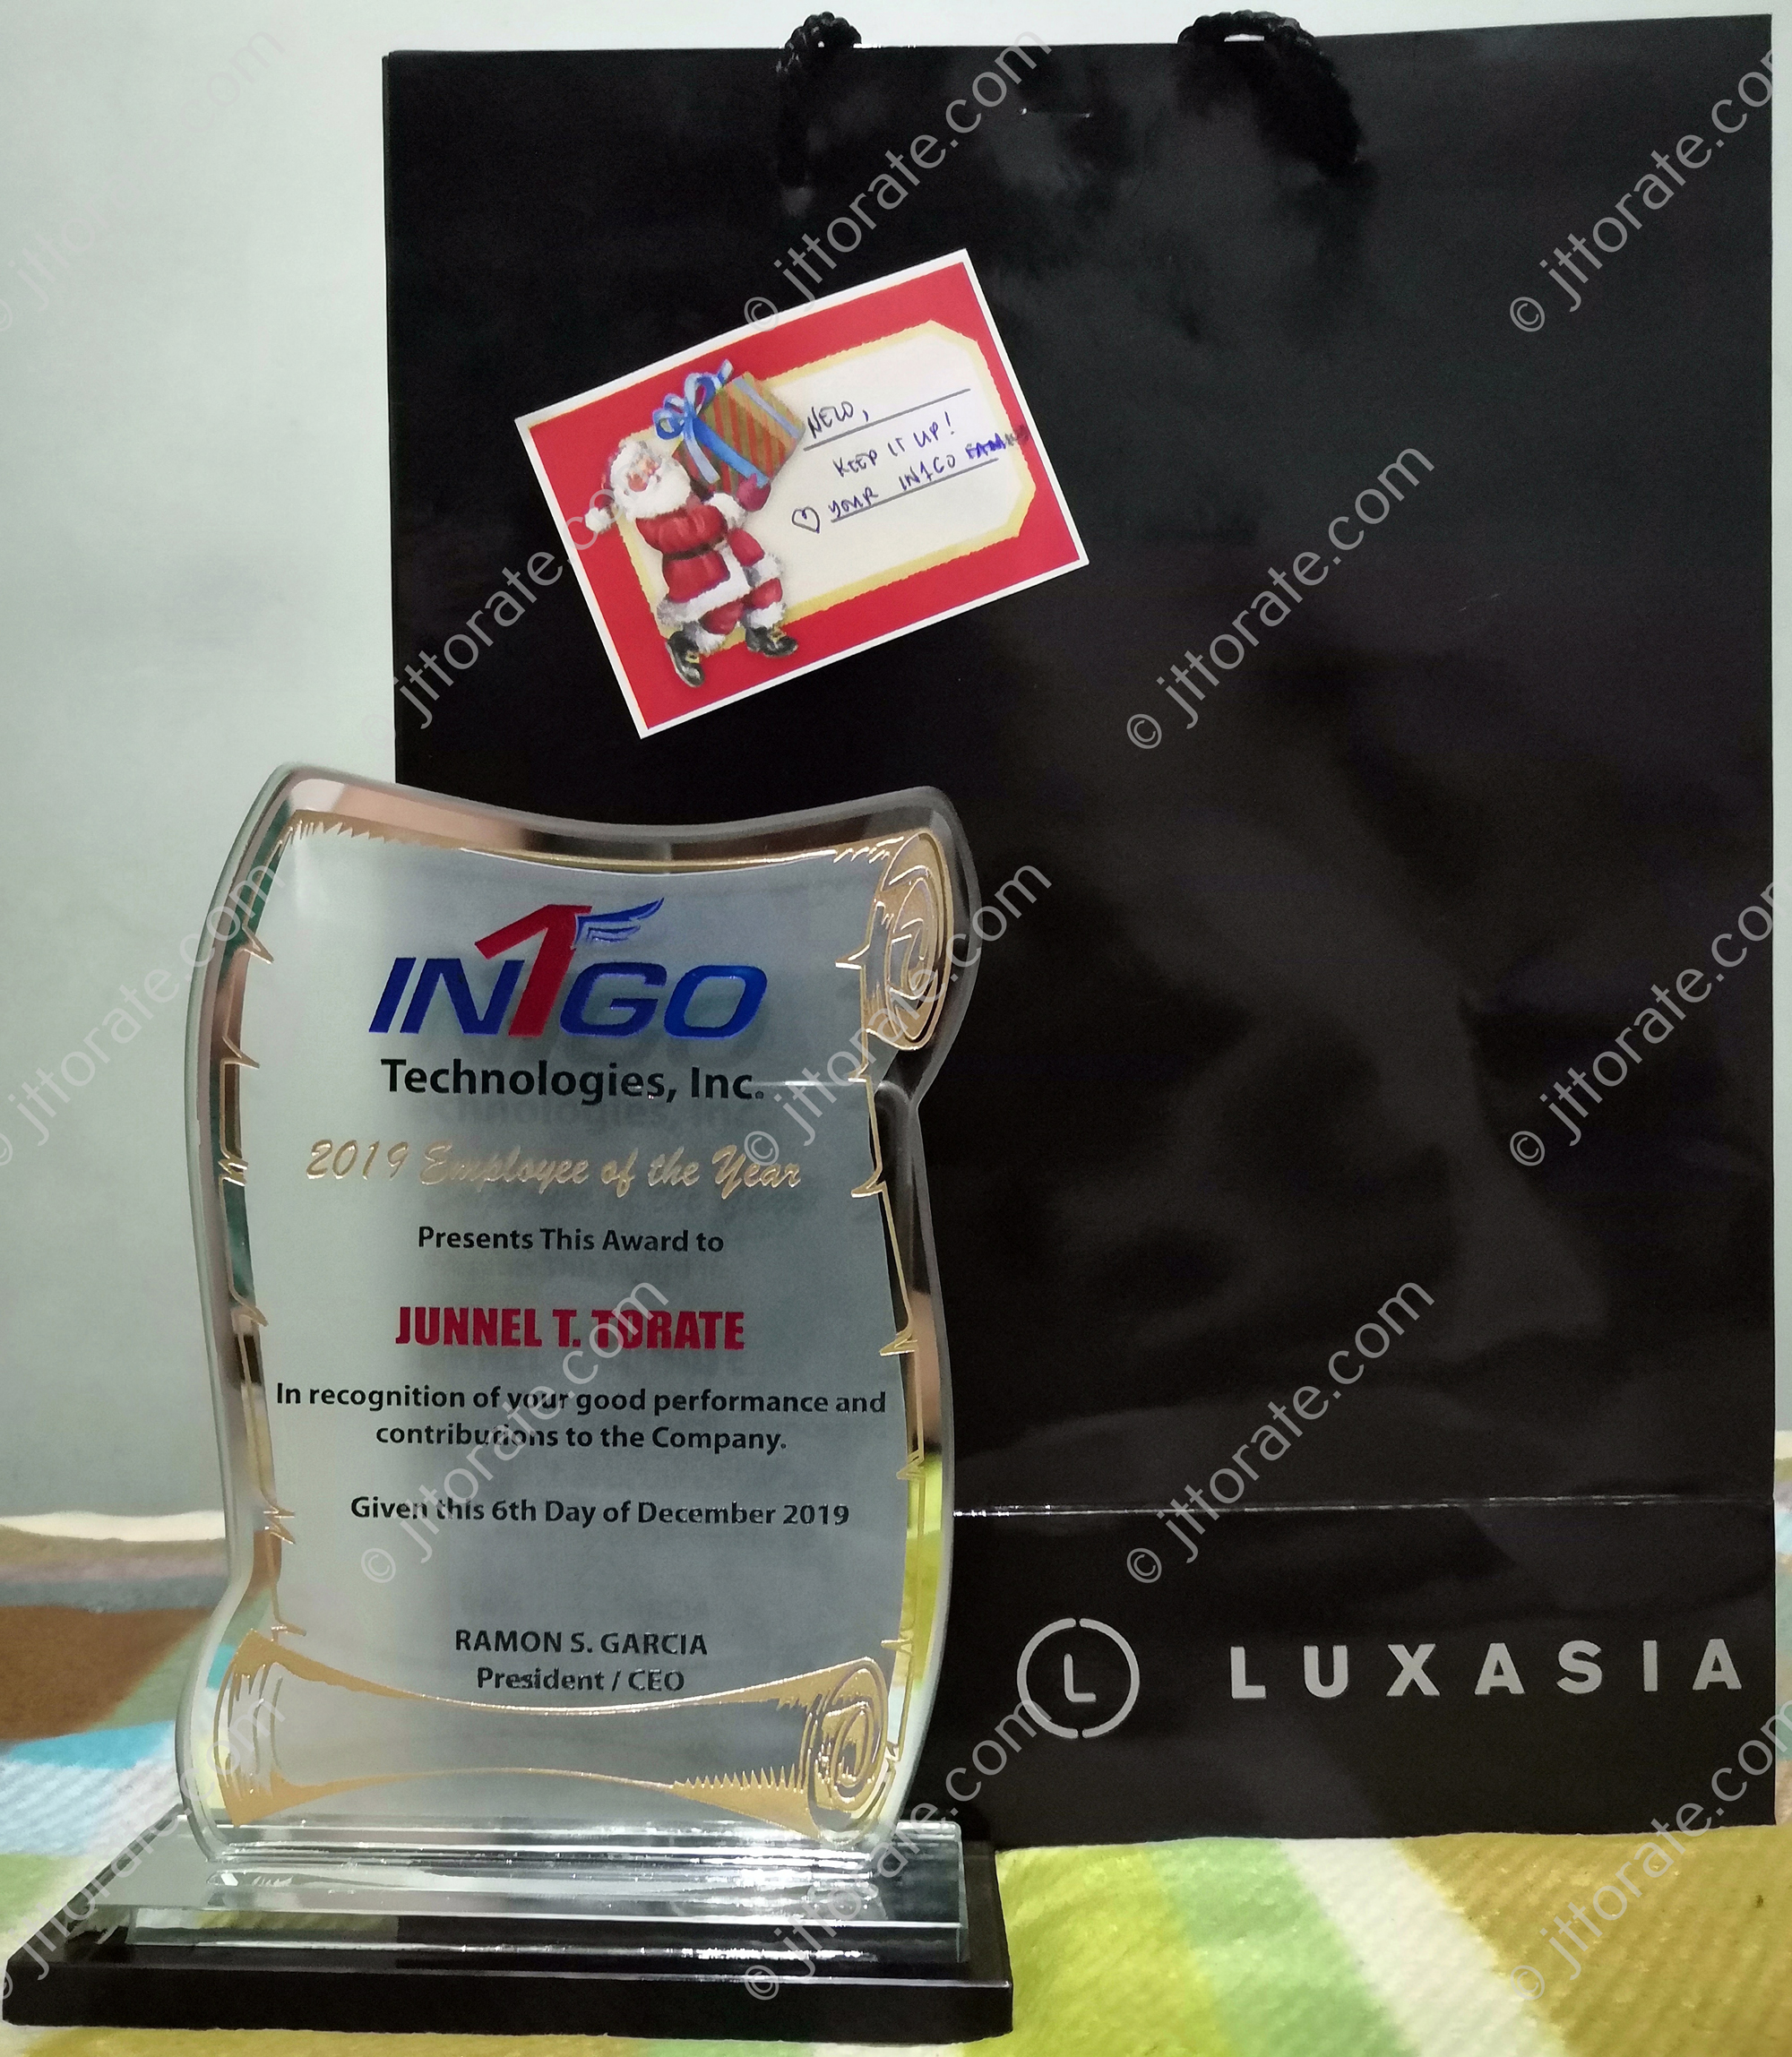 NELO,
KEEP IT UP!
♡ YOUR IN1GO FAMILY
IN1GO
Technologies, Inc.
2019 Employee of the Year
Presents This Award to
JUNNEL T. TORATE
In recognition of your good performance and
contributions to the Company.
Given this 6th Day of December 2019
RAMON S. GARCIA
President / CEO
L LUXASIA
© jttorate.com